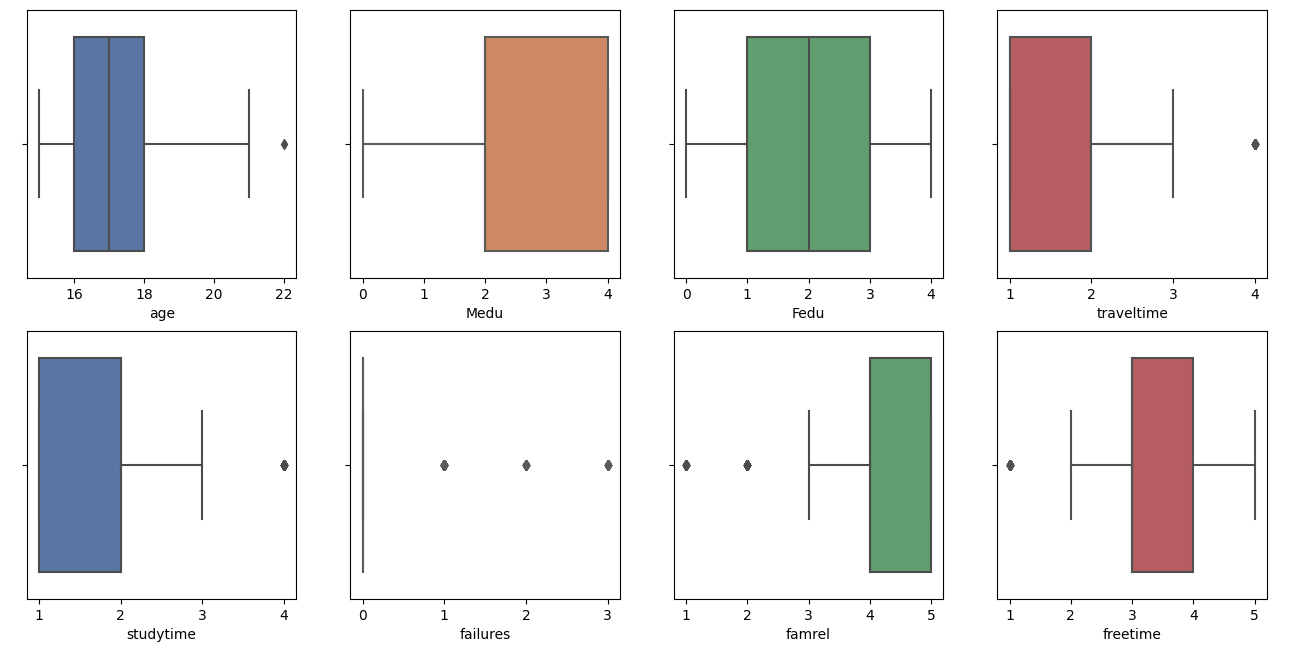 16 18 20 22
age
0 1 2 3 4
Medu
0 1 2 3 4
Fedu
1 2 3 4
traveltime
1 2 3 4
studytime
0 1 2 3
failures
1 2 3 4 5
famrel
1 2 3 4 5
freetime